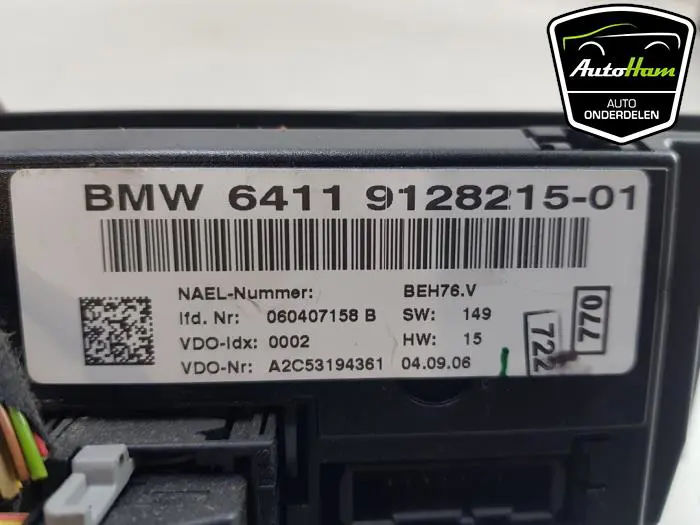 AutoHam
AUTO
ONDERDELEN
BMW 6411 9128215-01
NAEL-Nummer: BEH76.V
lfd. Nr: 060407158 B SW: 149
VDO-Idx: 0002 HW: 15
VDO-Nr: A2C53194361 04.09.06
722
770